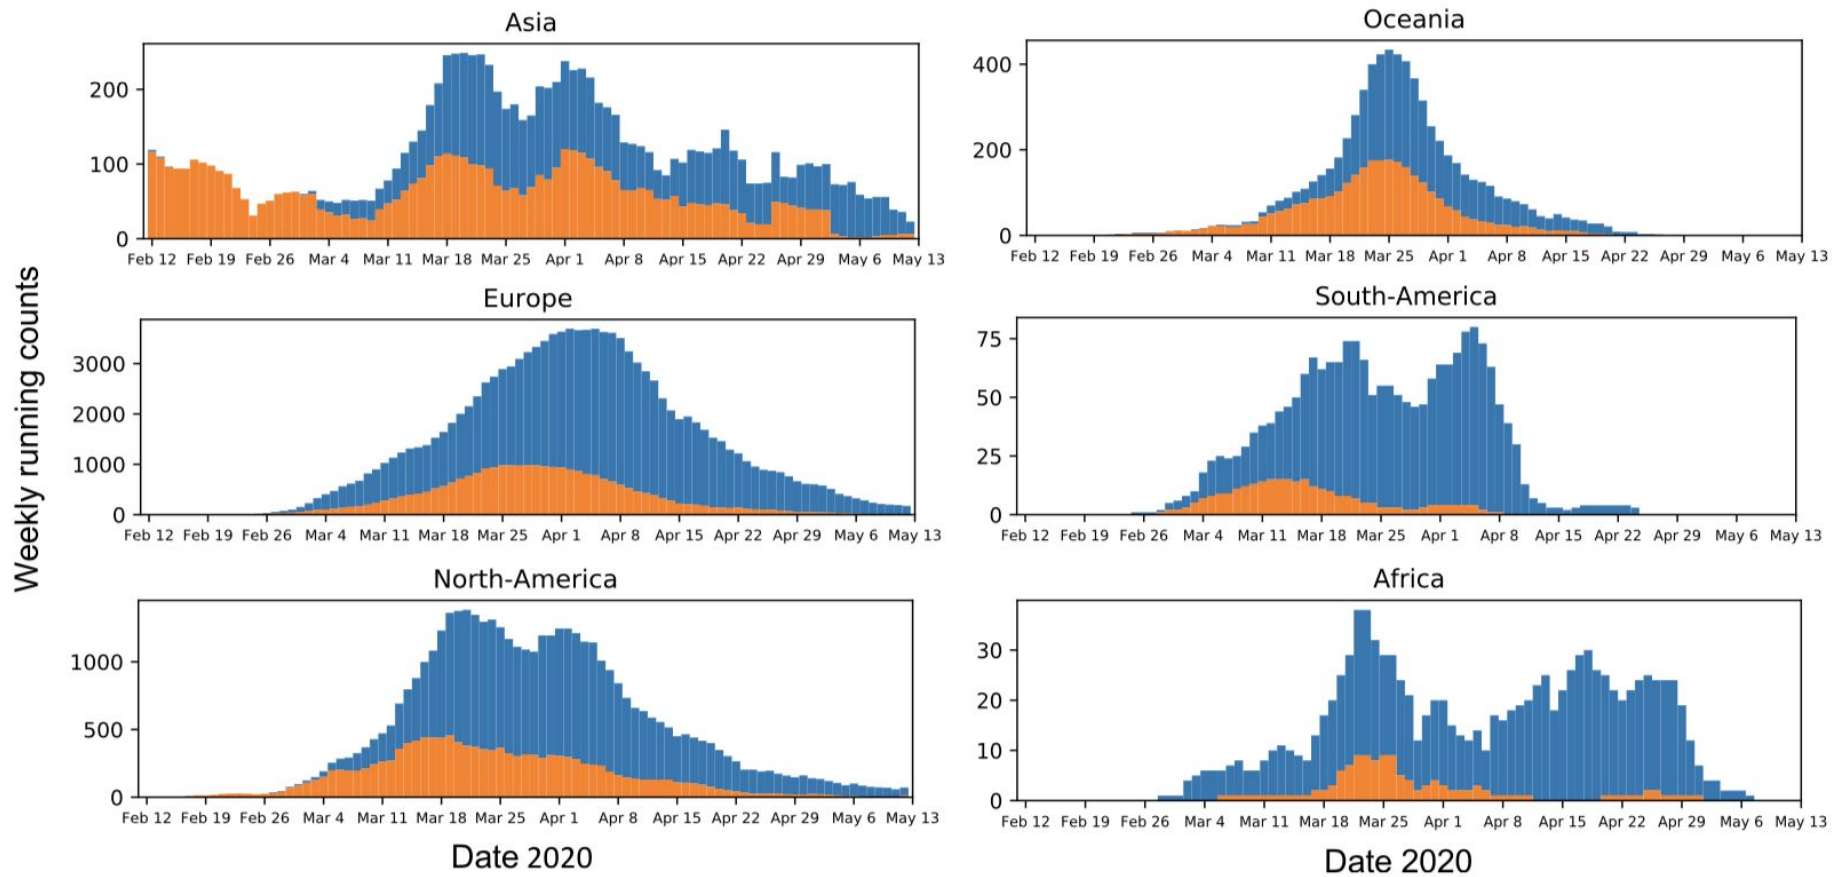 Weekly running counts
Asia
200
100
0
Feb 12 Feb 19 Feb 26 Mar 4 Mar 11 Mar 18 Mar 25 Apr 1 Apr 8 Apr 15 Apr 22 Apr 29 May 6 May 13
Oceania
400
200
0
Feb 12 Feb 19 Feb 26 Mar 4 Mar 11 Mar 18 Mar 25 Apr 1 Apr 8 Apr 15 Apr 22 Apr 29 May 6 May 13
Europe
3000
2000
1000
0
Feb 12 Feb 19 Feb 26 Mar 4 Mar 11 Mar 18 Mar 25 Apr 1 Apr 8 Apr 15 Apr 22 Apr 29 May 6 May 13
South-America
75
50
25
0
Feb 12 Feb 19 Feb 26 Mar 4 Mar 11 Mar 18 Mar 25 Apr 1 Apr 8 Apr 15 Apr 22 Apr 29 May 6 May 13
North-America
1000
500
0
Feb 12 Feb 19 Feb 26 Mar 4 Mar 11 Mar 18 Mar 25 Apr 1 Apr 8 Apr 15 Apr 22 Apr 29 May 6 May 13
Date 2020
Africa
30
20
10
0
Feb 12 Feb 19 Feb 26 Mar 4 Mar 11 Mar 18 Mar 25 Apr 1 Apr 8 Apr 15 Apr 22 Apr 29 May 6 May 13
Date 2020